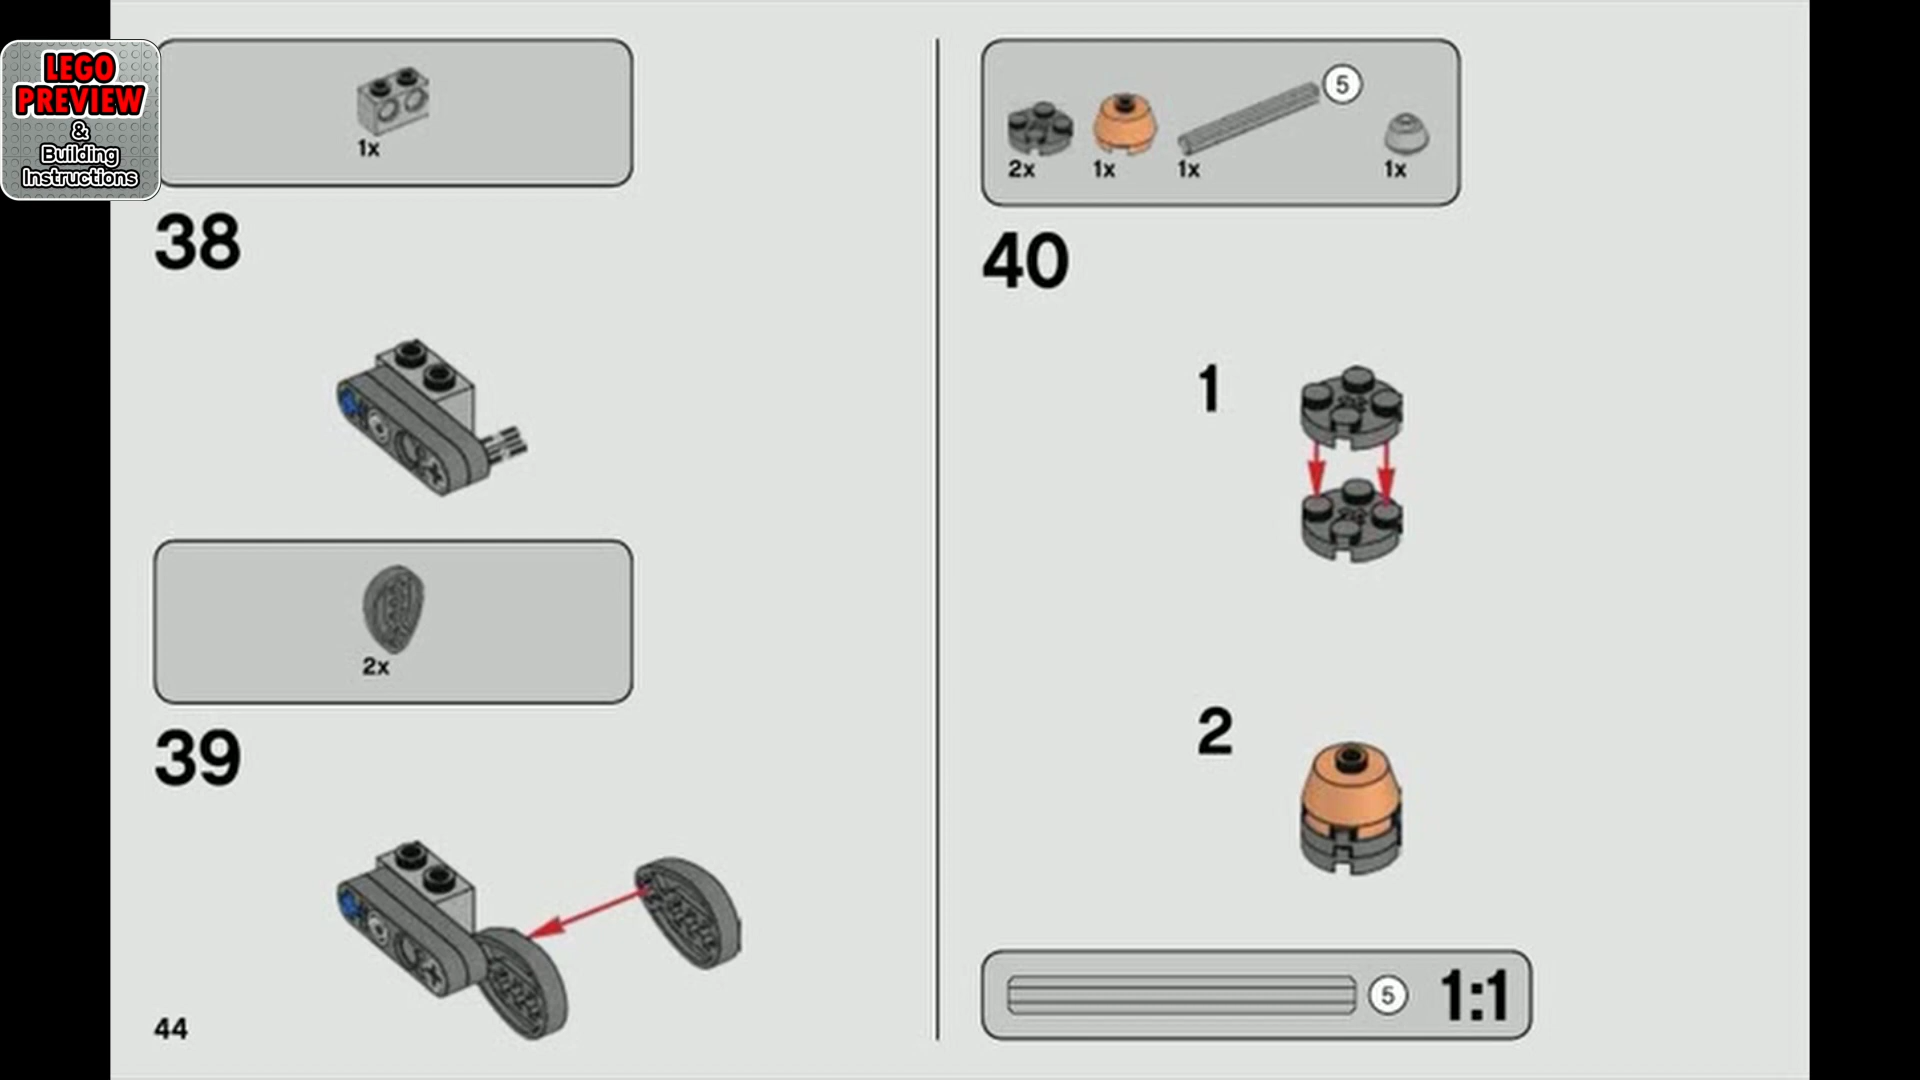 LEGO
PREVIEW
&
Building
Instructions
1x
38
2x
39
44
5
2x 1x 1x 1x
40
1
2
5 1:1